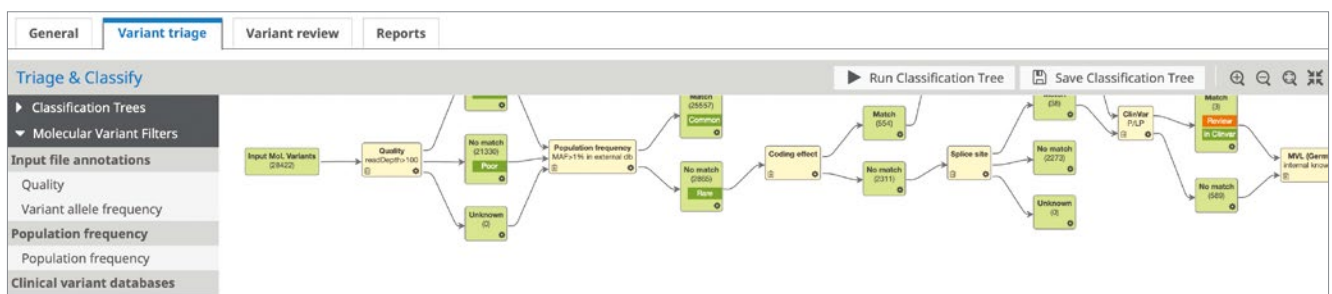 General Variant triage Variant review Reports
Triage & Classify
Run Classification Tree Save Classification Tree
Classification Trees
Molecular Variant Filters
Input file annotations
Quality
Variant allele frequency
Population frequency
Population frequency
Clinical variant databases
Input Mol. Variants
(28422)
Quality
readDepth>100
No match
(21330)
Poor
Unknown
(0)
Population frequency
MAF>1% in external db
Match
(25557)
Common
No match
(2865)
Rare
Coding effect
Match
(554)
No match
(2311)
Splice site
Match
(38)
No match
(2273)
Unknown
(0)
ClinVar
P/LP
Match
(3)
Review
in Clinvar
No match
(589)
MVL (Germ
internal know